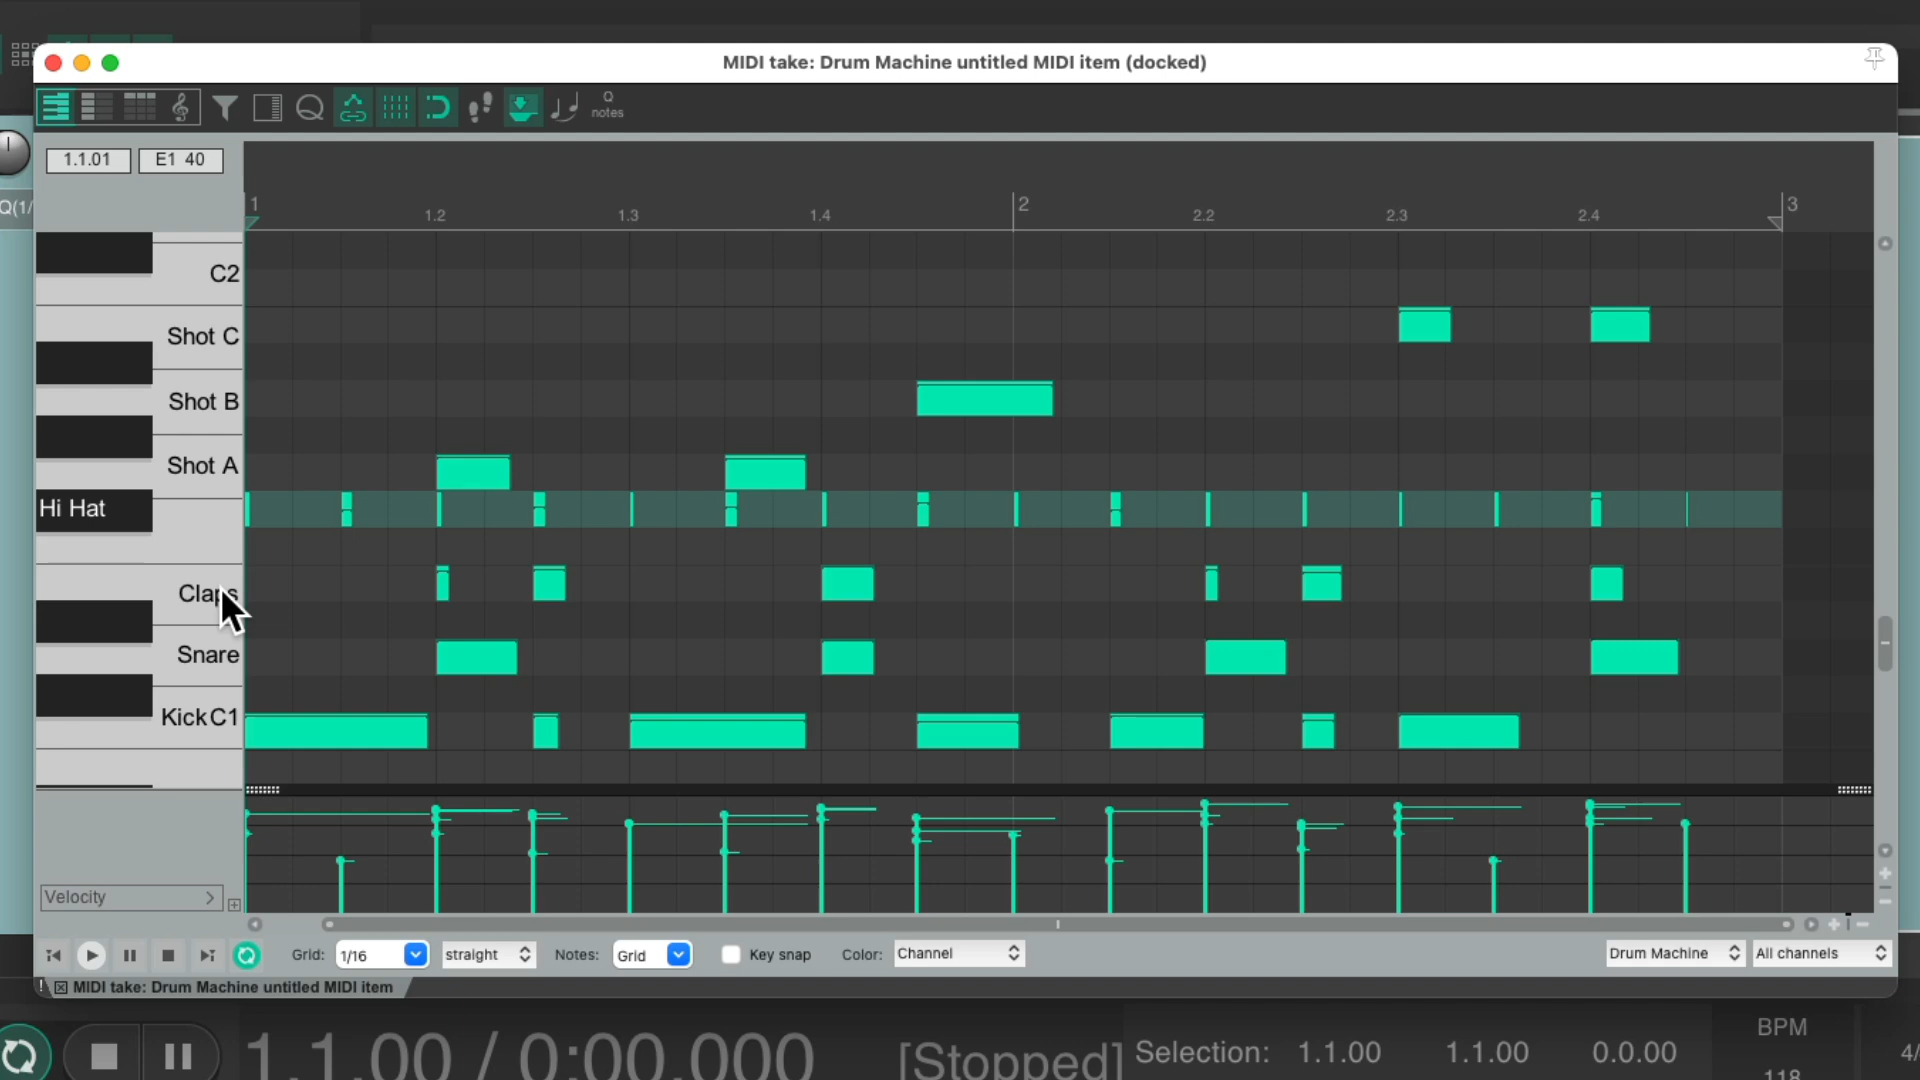 MIDI take: Drum Machine untitled MIDI item (docked)
Q
notes
1.1.01 E1 40
Q(1/
1 1.2 1.3 1.4 2 2.2 2.3 2.4 3
C2
Shot C
Shot B
Shot A
Hi Hat
Claps
Snare
Kick C1
Velocity >
Grid: 1/16 straight Notes: Grid Key snap Color: Channel Drum Machine All channels
! MIDI take: Drum Machine untitled MIDI item
1.1.00 / 0:00.000 [Stopped] Selection: 1.1.00 1.1.00 0.0.00
BPM
118
4/